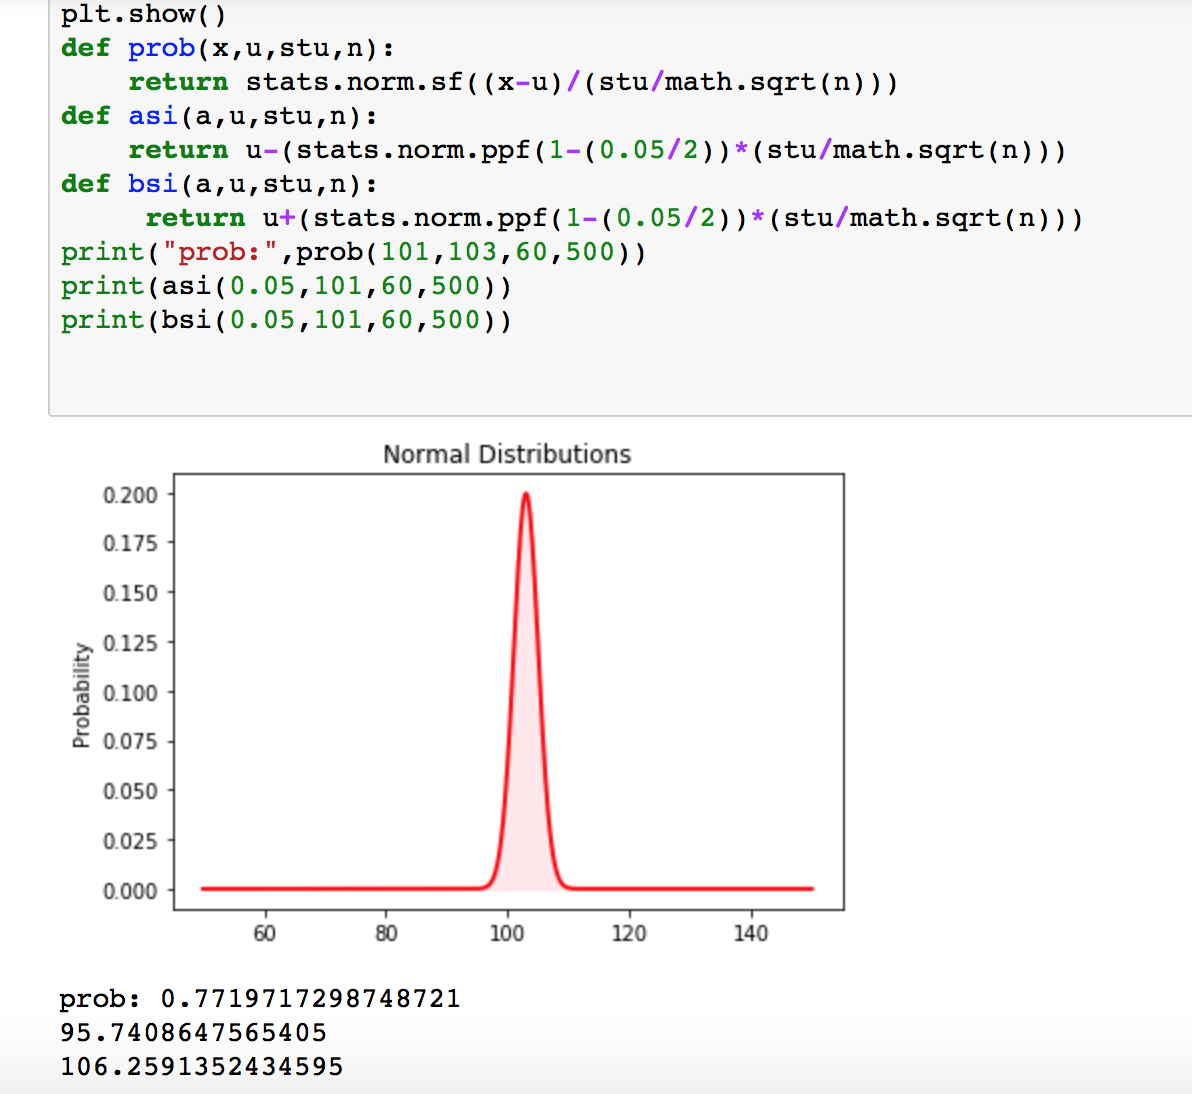 plt.show()
def prob(x,u,stu,n):
    return stats.norm.sf((x-u)/(stu/math.sqrt(n)))
def asi(a,u,stu,n):
    return u-(stats.norm.ppf(1-(0.05/2))*(stu/math.sqrt(n)))
def bsi(a,u,stu,n):
     return u+(stats.norm.ppf(1-(0.05/2))*(stu/math.sqrt(n)))
print("prob:",prob(101,103,60,500))
print(asi(0.05,101,60,500))
print(bsi(0.05,101,60,500))
Normal Distributions
0.200
0.175
0.150
0.125
0.100
0.075
0.050
0.025
0.000
Probability
60 80 100 120 140
prob: 0.7719717298748721
95.7408647565405
106.2591352434595